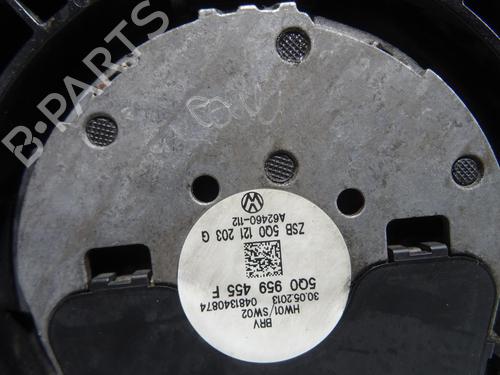 B-PARTS
A62460-112
ZSB 5Q0 121 203 G
5Q0 959 455 F
30.05.2013 0481340874
HW01/SW02
BRV